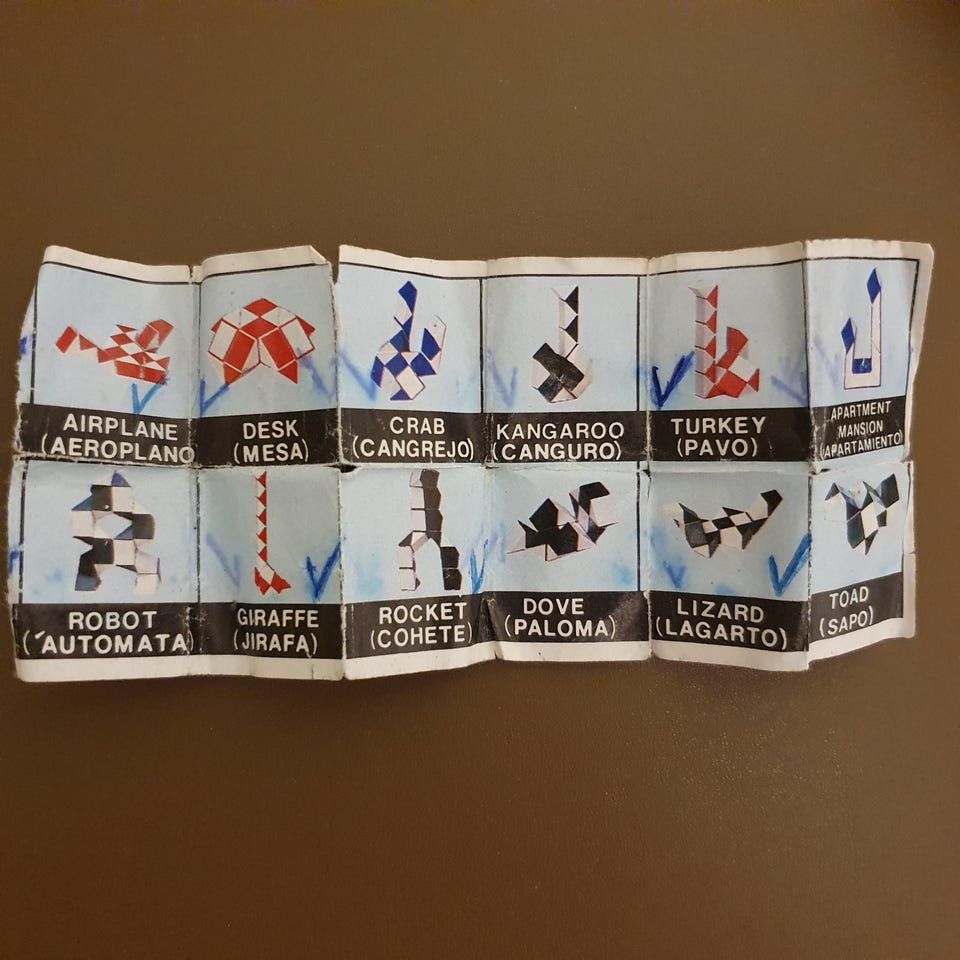 AIRPLANE
(AEROPLANO
DESK
(MESA)
CRAB
(CANGREJO)
KANGAROO
(CANGURO)
TURKEY
(PAVO)
APARTMENT
MANSION
(APARTAMIENTO)
ROBOT
(AUTOMATA)
GIRAFFE
(JIRAFA)
ROCKET
(COHETE)
DOVE
(PALOMA)
LIZARD
(LAGARTO)
TOAD
(SAPO)